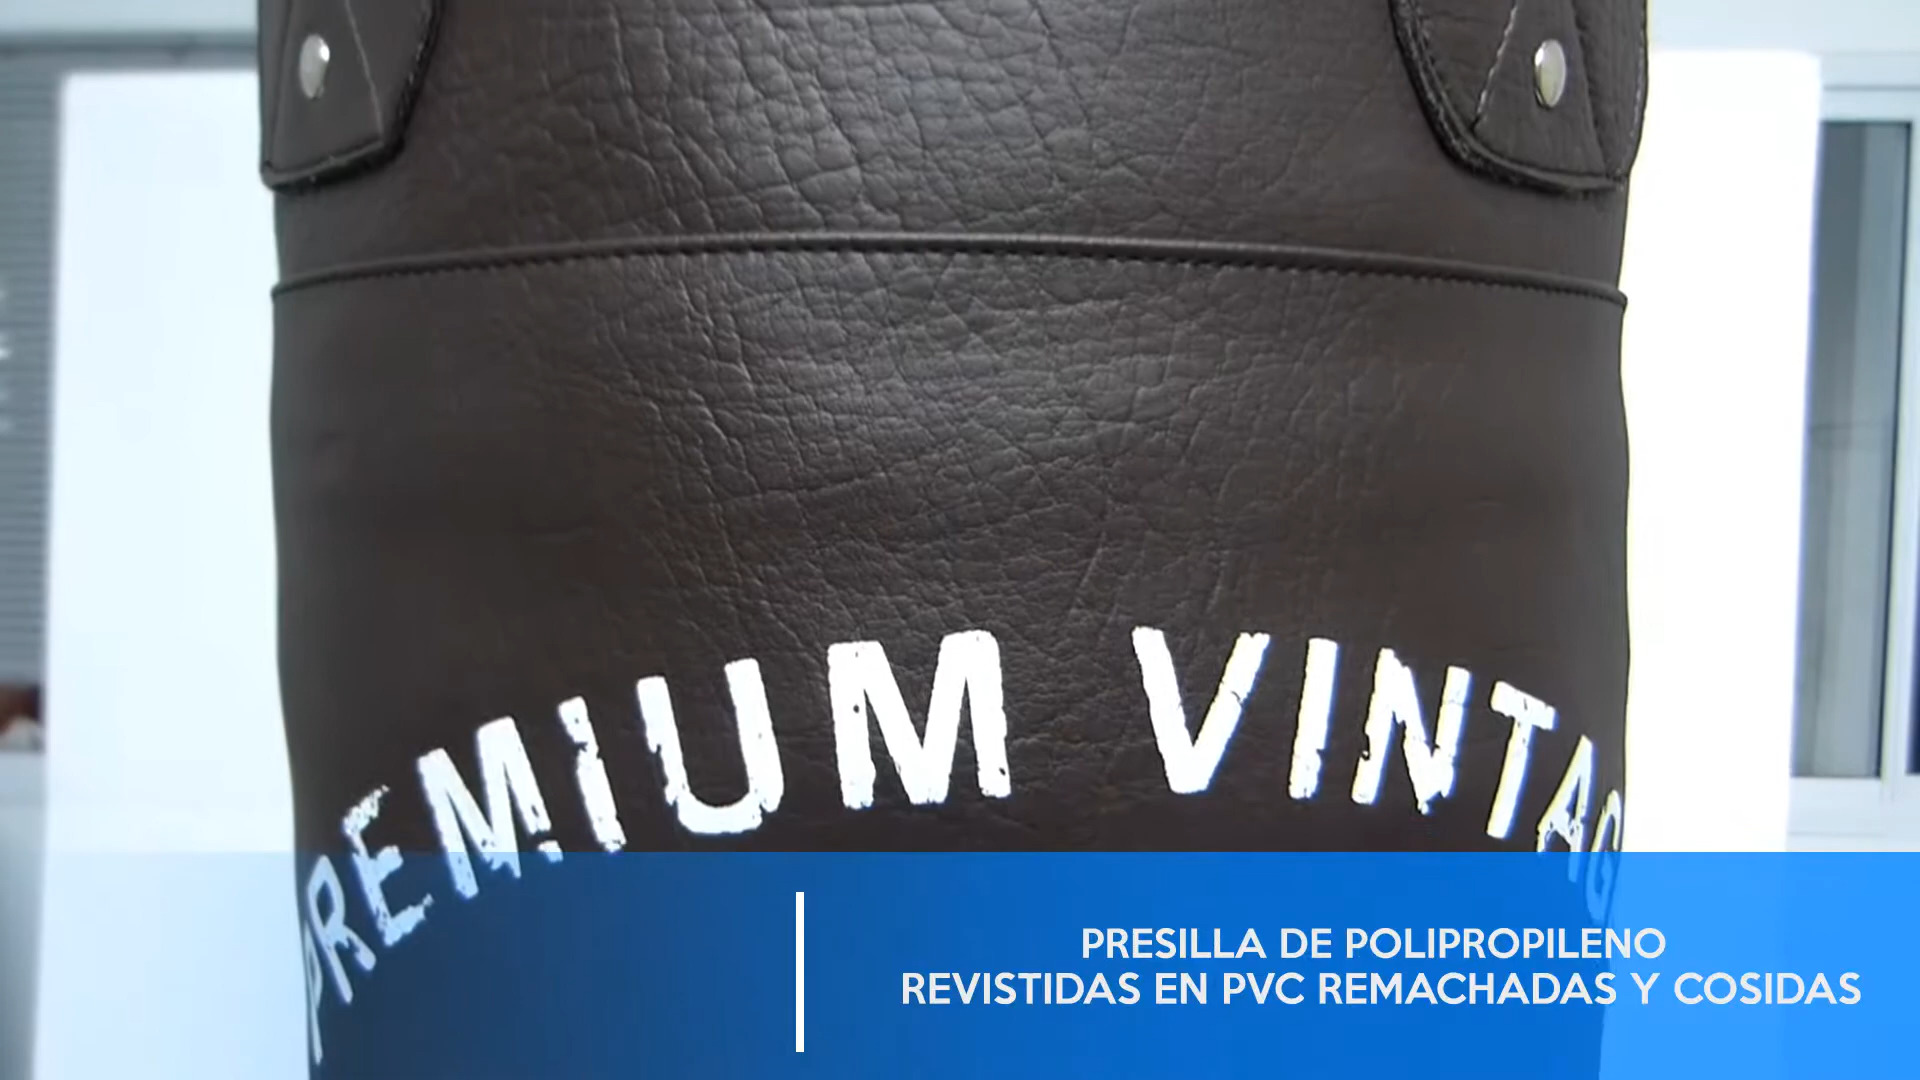 PREMIUM VINTAG
PRESILLA DE POLIPROPILENO
REVISTIDAS EN PVC REMACHADAS Y COSIDAS